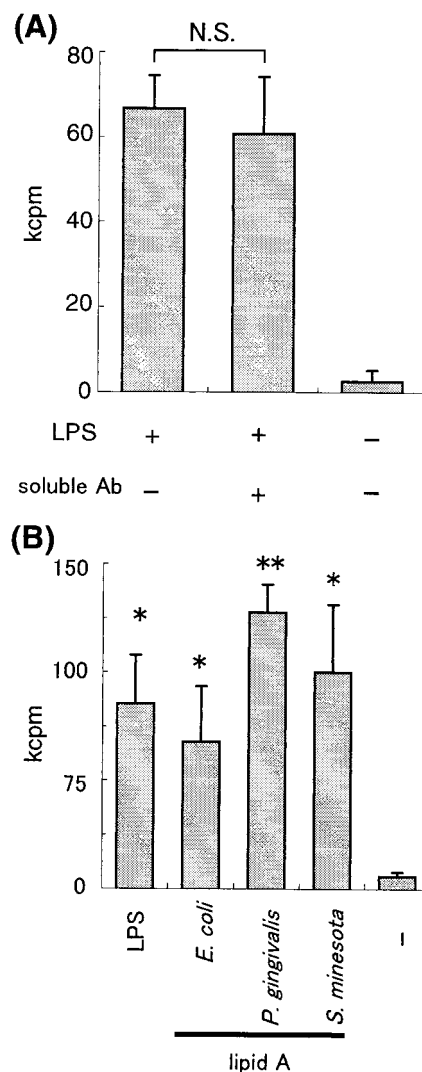 (A)
N.S.
80
60
40
20
0
kcpm
LPS + + −
soluble Ab − + −
(B)
150
100
75
0
kcpm
* * ** *
LPS
E. coli
P. gingivalis
S. minesota
−
lipid A